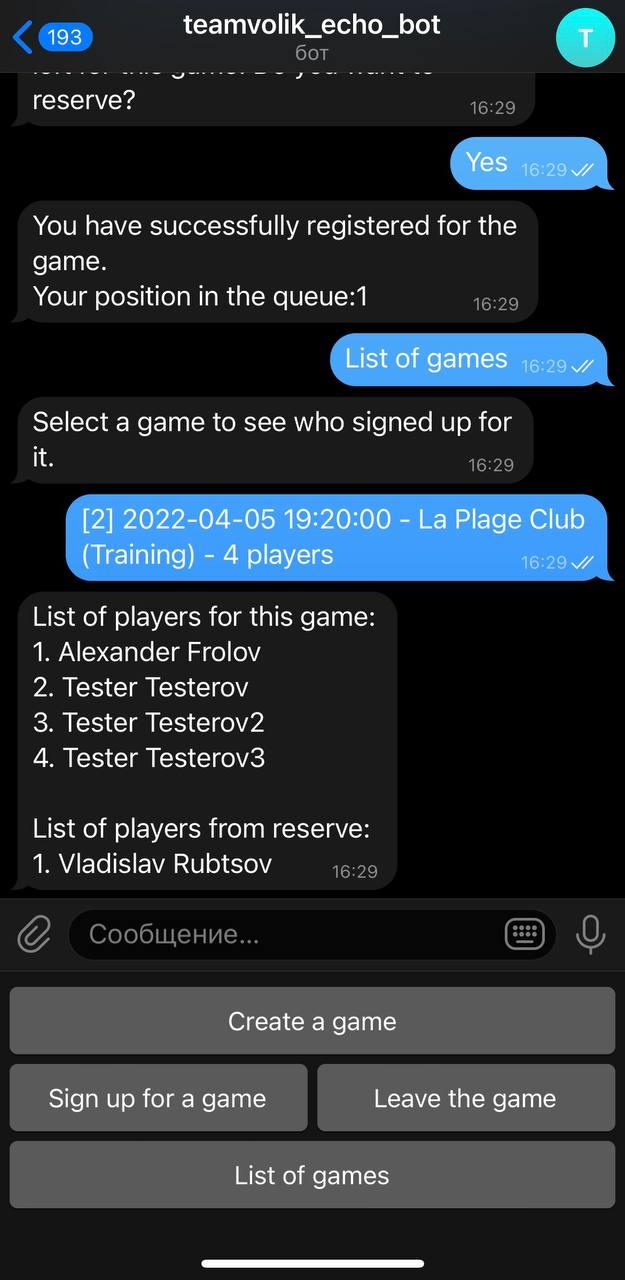 193
teamvolik_echo_bot
бот
T
reserve?
16:29
Yes 16:29
You have successfully registered for the
game.
Your position in the queue:1
16:29
List of games 16:29
Select a game to see who signed up for
it.
16:29
[2] 2022-04-05 19:20:00 - La Plage Club
(Training) - 4 players
16:29
List of players for this game:
1. Alexander Frolov
2. Tester Testerov
3. Tester Testerov2
4. Tester Testerov3
List of players from reserve:
1. Vladislav Rubtsov
16:29
Сообщение...
Create a game
Sign up for a game
Leave the game
List of games